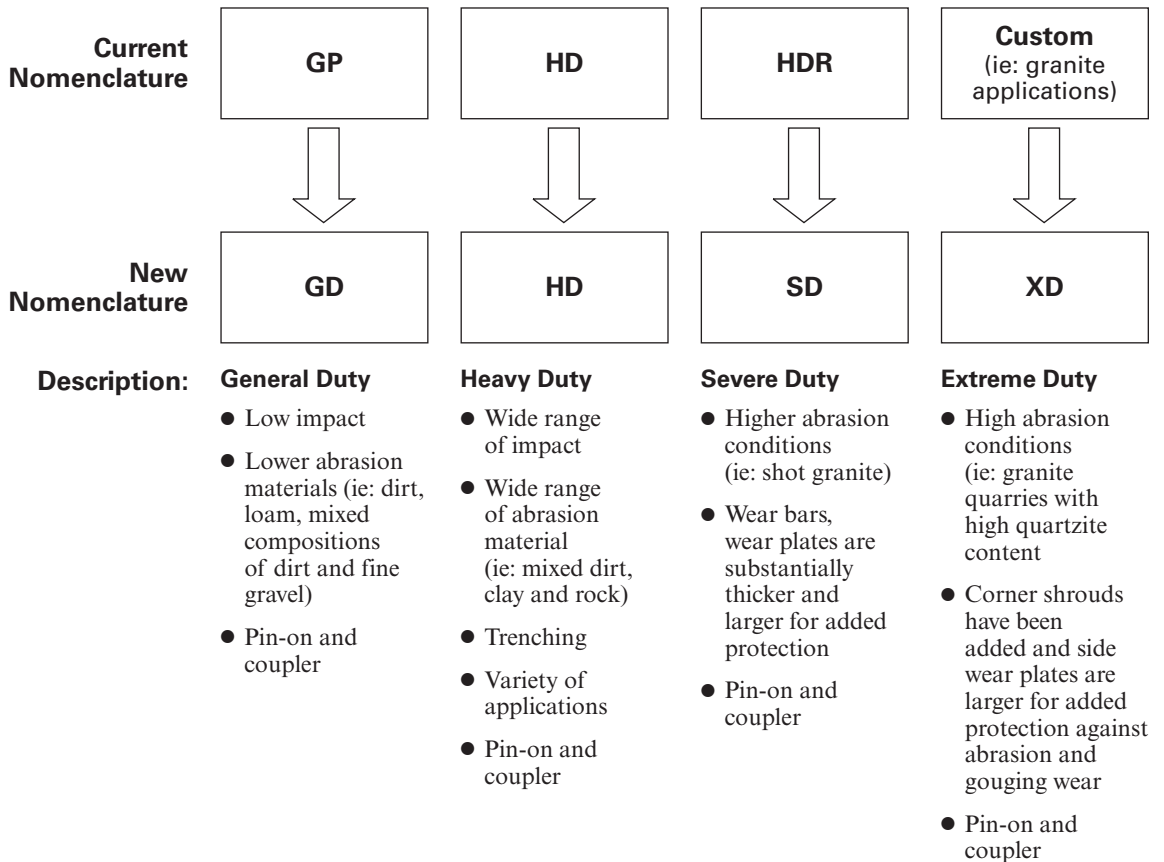 Current
Nomenclature
GP
HD
HDR
Custom
(ie: granite
applications)
New
Nomenclature
GD
HD
SD
XD
Description:
General Duty
● Low impact
● Lower abrasion
materials (ie: dirt,
loam, mixed
compositions
of dirt and fine
gravel)
● Pin-on and
coupler
Heavy Duty
● Wide range
of impact
● Wide range
of abrasion
material
(ie: mixed dirt,
clay and rock)
● Trenching
● Variety of
applications
● Pin-on and
coupler
Severe Duty
● Higher abrasion
conditions
(ie: shot granite)
● Wear bars,
wear plates are
substantially
thicker and
larger for added
protection
● Pin-on and
coupler
Extreme Duty
● High abrasion
conditions
(ie: granite
quarries with
high quartzite
content
● Corner shrouds
have been
added and side
wear plates are
larger for added
protection against
abrasion and
gouging wear
● Pin-on and
coupler